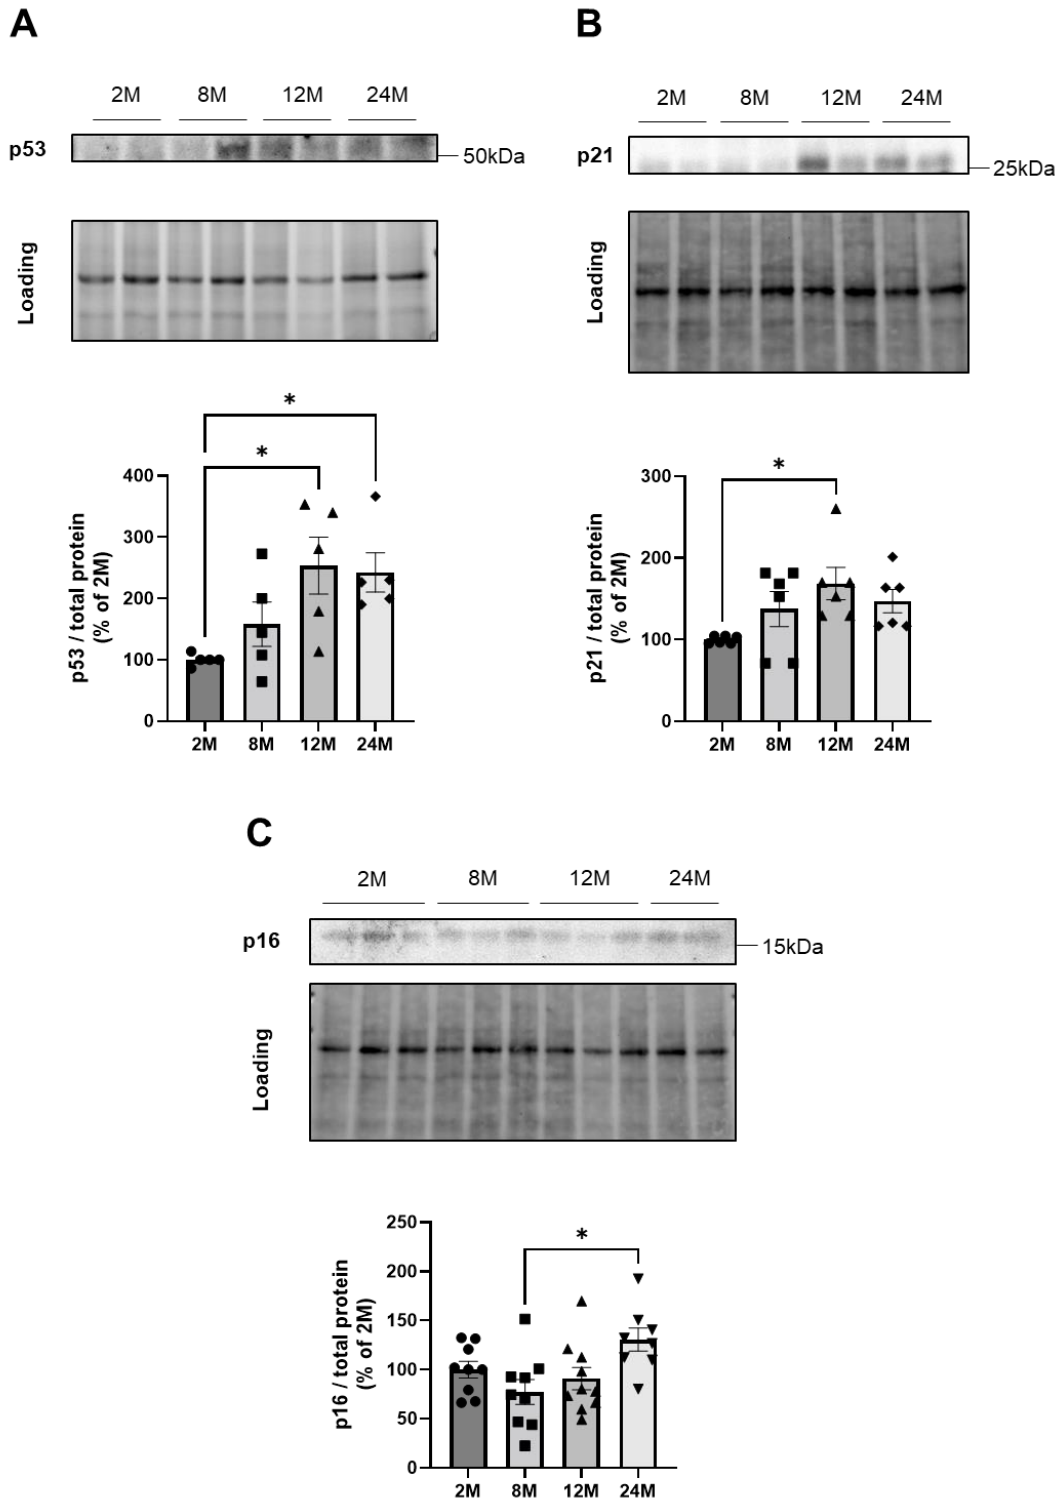 A
2M 8M 12M 24M
p53
50kDa
Loading
*
*
400
300
200
100
0
p53 / total protein
(% of 2M)
2M 8M 12M 24M
B
2M 8M 12M 24M
p21
25kDa
Loading
*
300
200
100
0
p21 / total protein
(% of 2M)
2M 8M 12M 24M
C
2M 8M 12M 24M
p16
15kDa
Loading
*
250
200
150
100
50
0
p16 / total protein
(% of 2M)
2M 8M 12M 24M